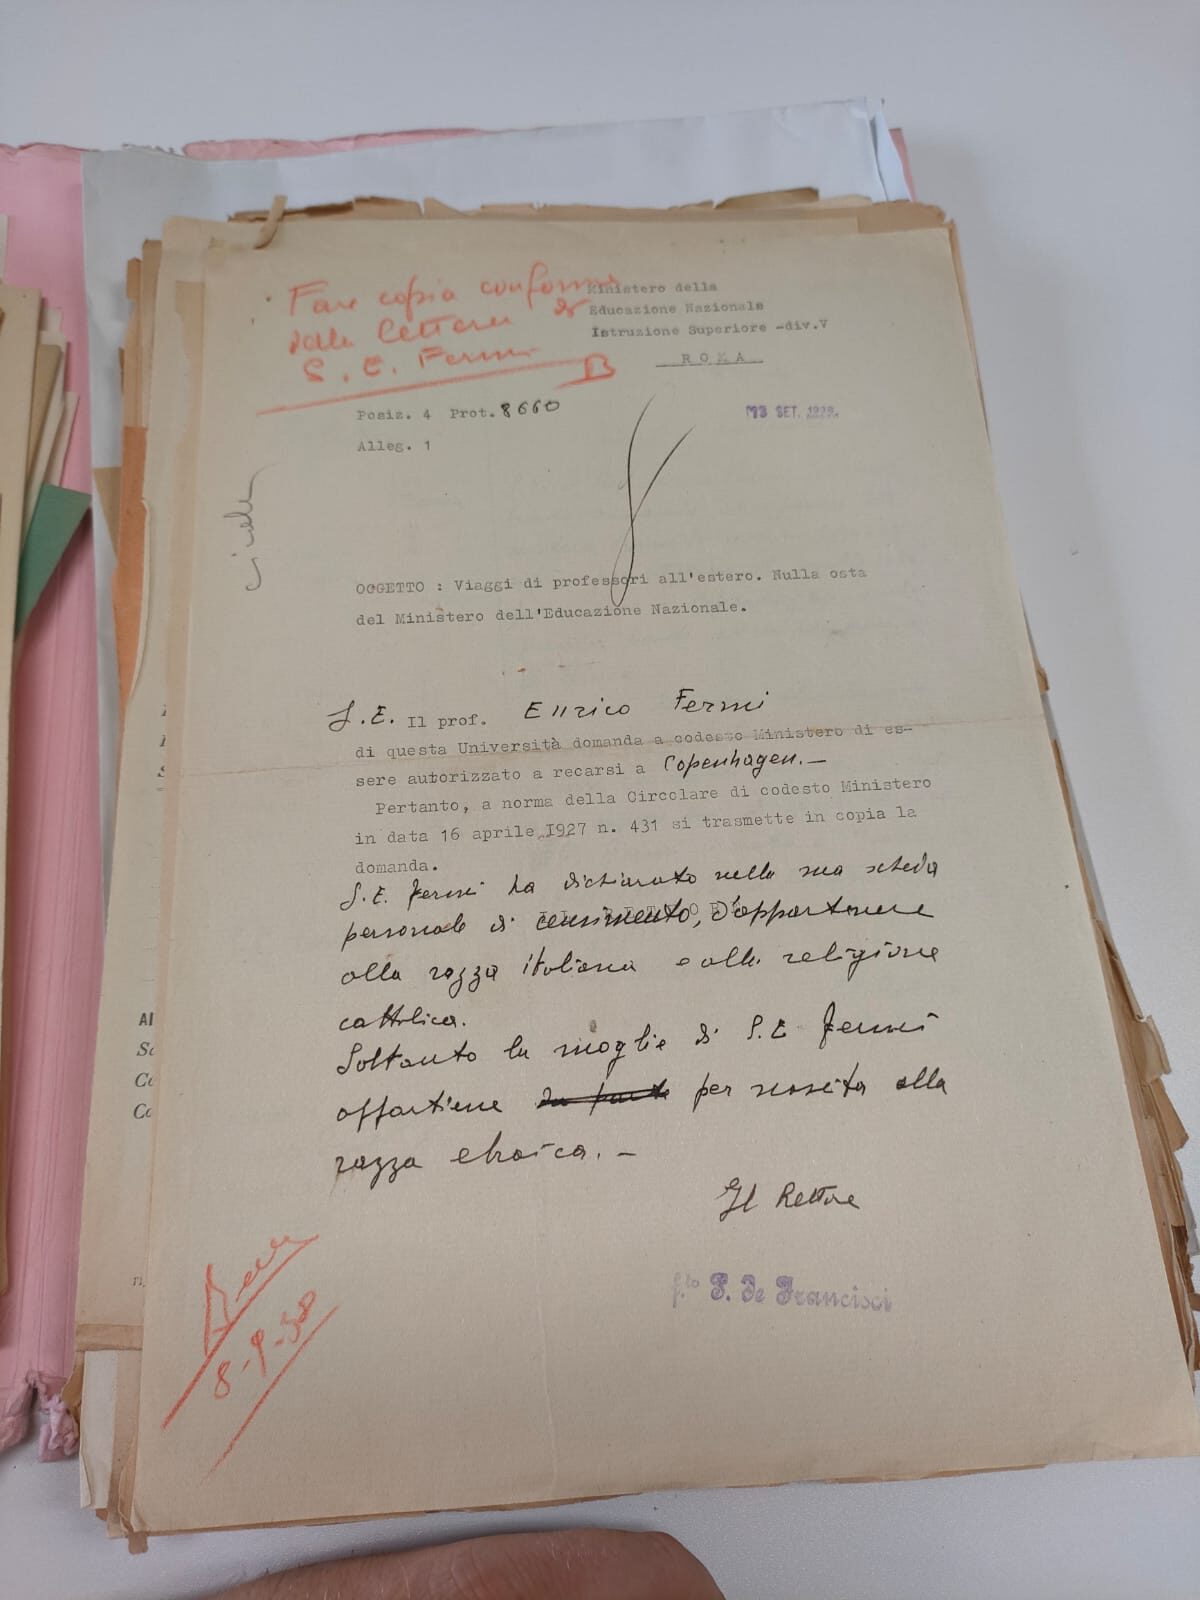 Fare copia conforme
della lettera di
S. E. Fermi
Ministero della
Educazione Nazionale
Istruzione Superiore -div.V
ROMA
Posiz. 4 Prot. 8660
SET. 
Alleg. 1
OGGETTO : Viaggi di professori all'estero. Nulla osta
del Ministero dell'Educazione Nazionale.
S.E. Il prof. Enrico Fermi
di questa Università domanda a codesto Ministero di es-
sere autorizzato a recarsi a Copenhagen.-
Pertanto, a norma della Circolare di codesto Ministero
in data 16 aprile 1927 n. 431 si trasmette in copia la
domanda.
S.E. Fermi ha dichiarato nella sua scheda
personale di censimento, d'appartenere
alla razza italiana e alla religione
cattolica.
Soltanto la moglie di S.E Fermi
appartiene in parte per nascita alla
razza ebraica. -
Il Rettore
f.to P. De Francisci
8-9-38